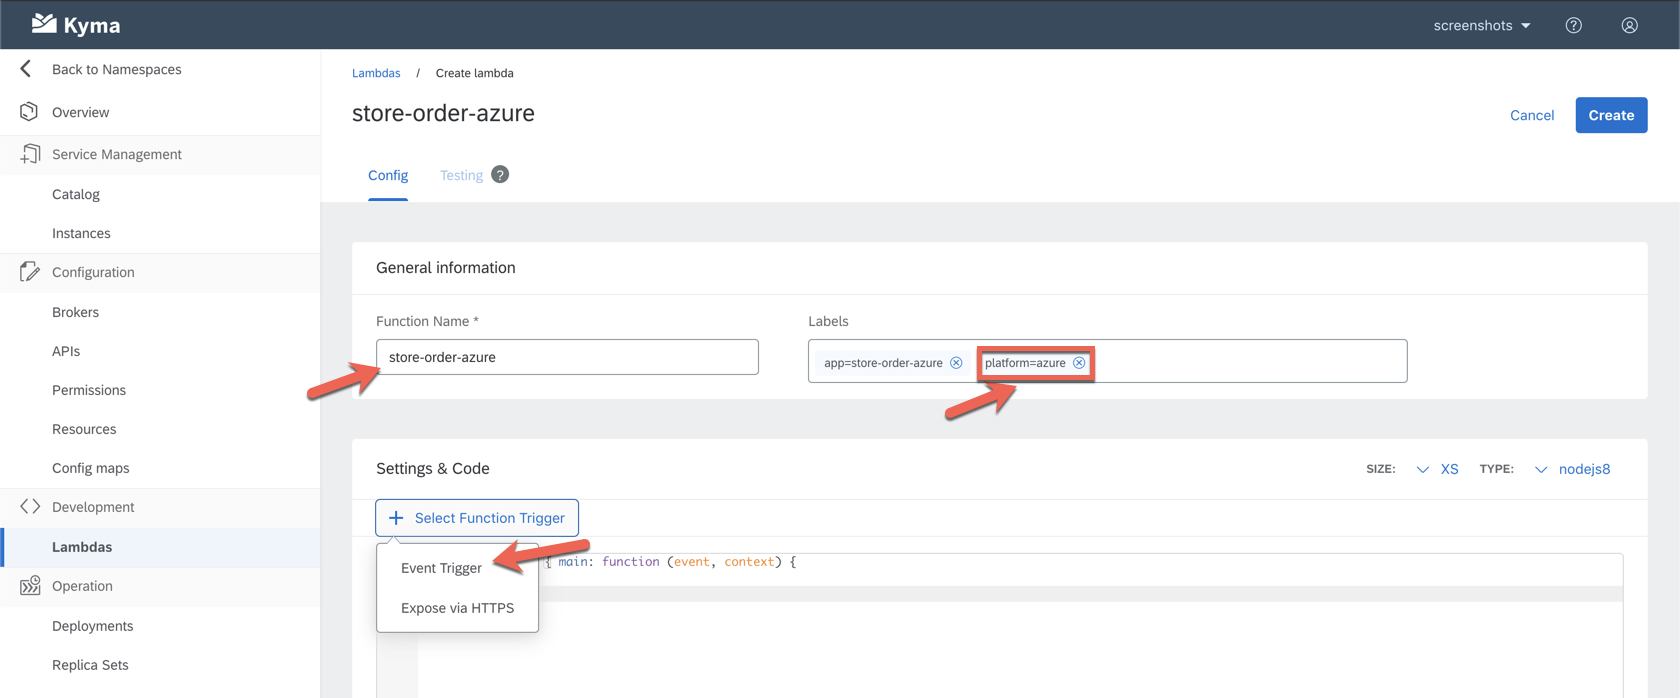 Kyma
screenshots
Back to Namespaces
Overview
Service Management
Catalog
Instances
Configuration
Brokers
APIs
Permissions
Resources
Config maps
Development
Lambdas
Operation
Deployments
Replica Sets
Lambdas / Create lambda
store-order-azure
Cancel
Create
Config
Testing ?
General information
Function Name *
store-order-azure
Labels
app=store-order-azure
platform=azure
Settings & Code
SIZE: XS TYPE: nodejs8
+ Select Function Trigger
Event Trigger
Expose via HTTPS
{ main: function (event, context) {